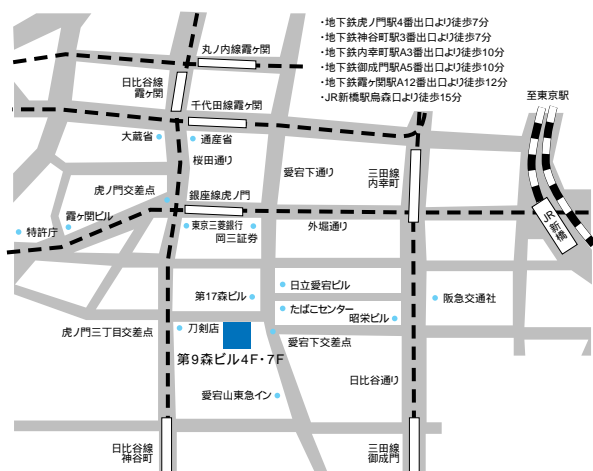 ・地下鉄虎ノ門駅4番出口より徒歩7分
・地下鉄神谷町駅3番出口より徒歩7分
・地下鉄内幸町駅A3番出口より徒歩10分
・地下鉄御成門駅A5番出口より徒歩10分
・地下鉄霞ヶ関駅A12番出口より徒歩12分
・JR新橋駅烏森口より徒歩15分
丸ノ内線霞ヶ関
日比谷線
霞ヶ関
千代田線霞ヶ関
至東京駅
大蔵省
通産省
桜田通り
愛宕下通り
三田線
内幸町
虎ノ門交差点
銀座線虎ノ門
霞ヶ関ビル
特許庁
東京三菱銀行
岡三証券
外堀通り
JR
新橋
第17森ビル
日立愛宕ビル
たばこセンター
昭栄ビル
阪急交通社
虎ノ門三丁目交差点
刀剣店
愛宕下交差点
第9森ビル4F・7F
日比谷通り
愛宕山東急イン
日比谷線
神谷町
三田線
御成門